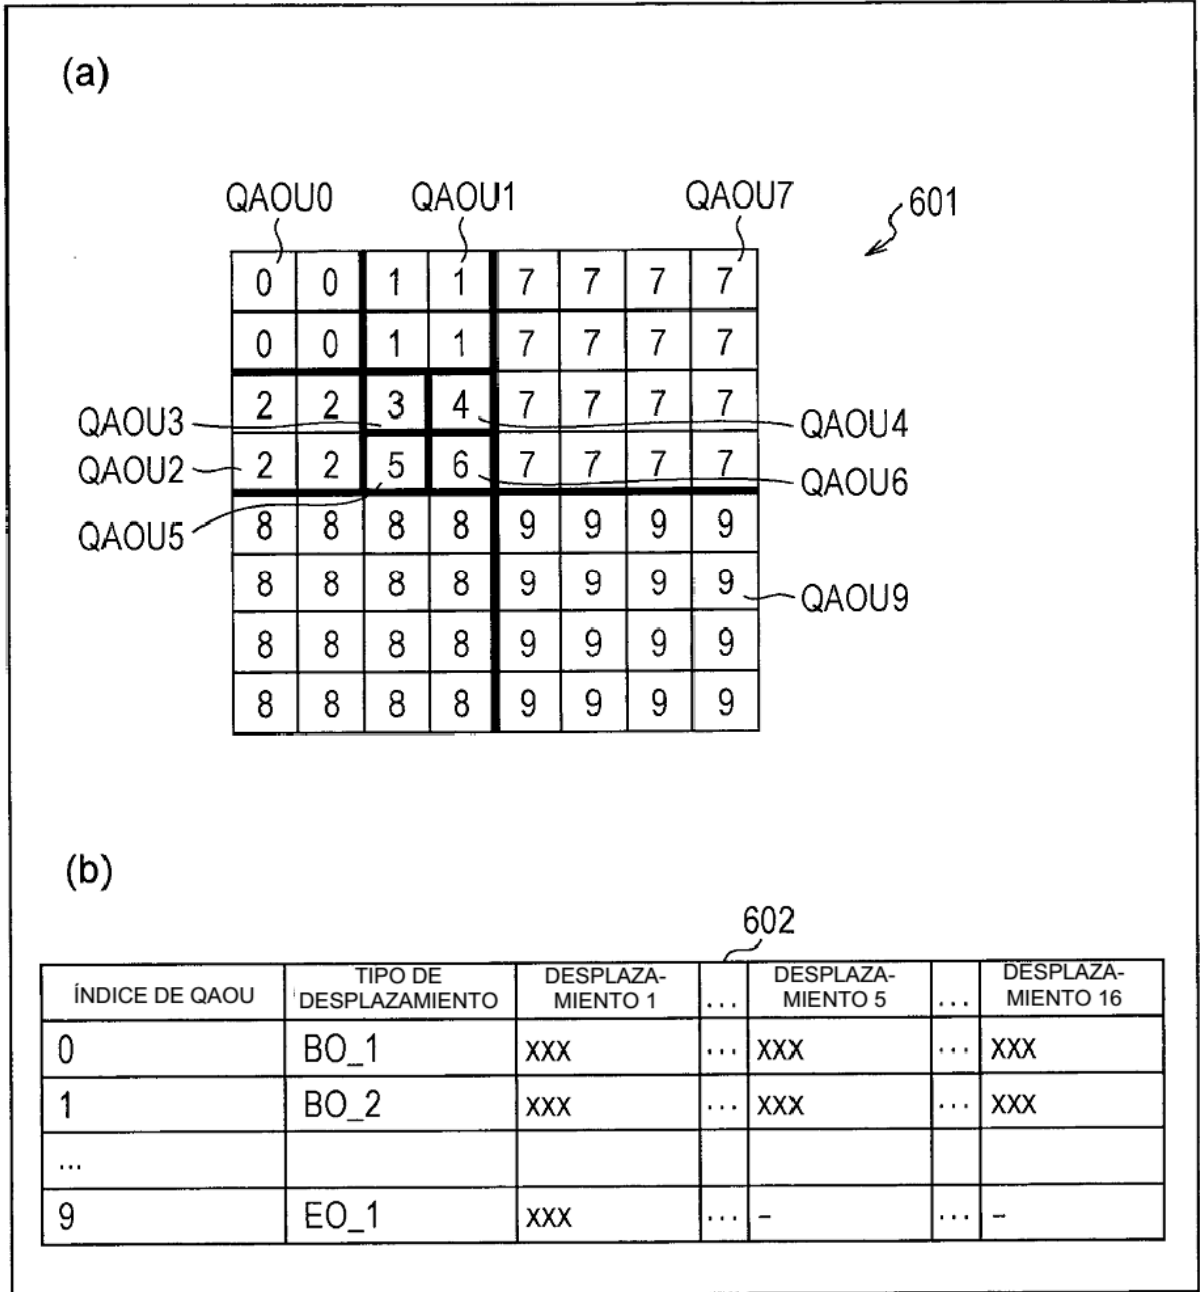 (a)
QAOU0 QAOU1 QAOU7 601
0 0 1 1 7 7 7 7
0 0 1 1 7 7 7 7
2 2 3 4 7 7 7 7
QAOU3 QAOU4
2 2 5 6 7 7 7 7
QAOU2 QAOU6
8 8 8 8 9 9 9 9
QAOU5
8 8 8 8 9 9 9 9
QAOU9
8 8 8 8 9 9 9 9
8 8 8 8 9 9 9 9
(b)
602
ÍNDICE DE QAOU TIPO DE DESPLAZAMIENTO DESPLAZA-MIENTO 1 ... DESPLAZA-MIENTO 5 ... DESPLAZA-MIENTO 16
0 BO_1 XXX ... XXX ... XXX
1 BO_2 XXX ... XXX ... XXX
...
9 EO_1 XXX ... – ... –